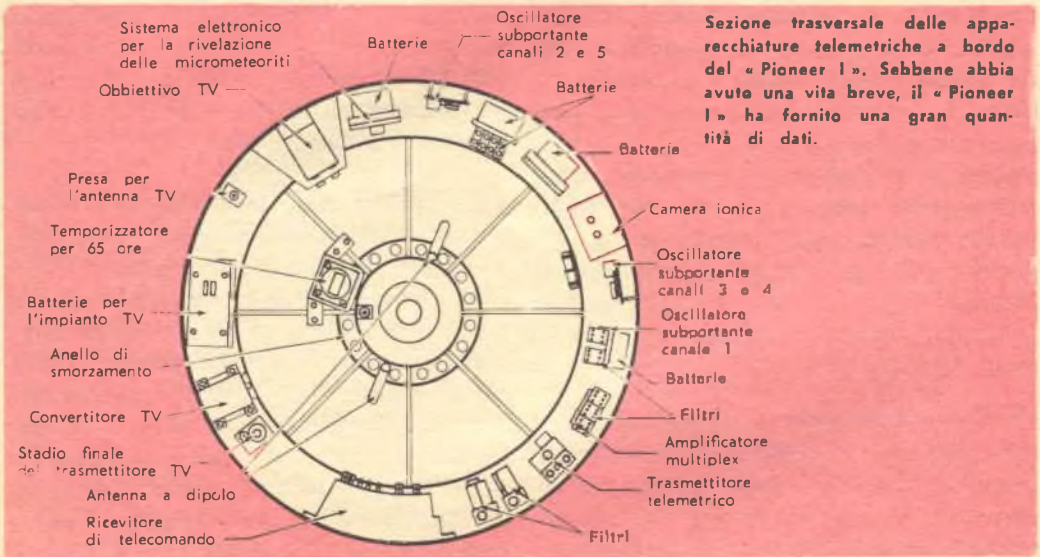 Sistema elettronico
per la rivelazione
delle micrometeoriti
Batterie
Oscillatore
subportante
canali 2 e 5
Obbiettivo TV
Batterie
Batterie
Presa per
l'antenna TV
Camera ionica
Temporizzatore
per 65 ore
Oscillatore
subportante
canali 3 e 4
Batterie per
l'impianto TV
Oscillatore
subportante
canale 1
Anello di
smorzamento
Batterie
Convertitore TV
Filtri
Amplificatore
multiplex
Stadio finale
del trasmettitore TV
Trasmettitore
telemetrico
Antenna a dipolo
Ricevitore
di telecomando
Filtri
Sezione trasversale delle appa-
recchiature telemetriche a bordo
del « Pioneer I ». Sebbene abbia
avuto una vita breve, il « Pioneer
I » ha fornito una gran quan-
tità di dati.